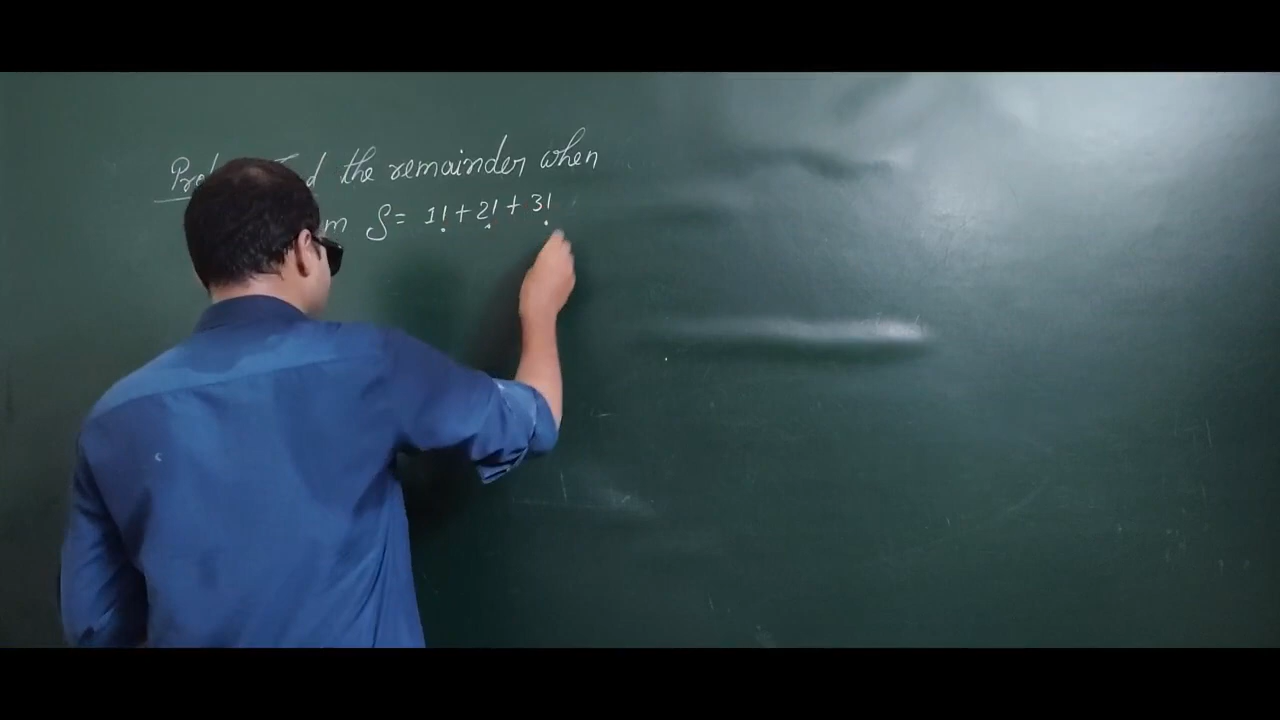 the remainder when
S = 1! + 2! + 3!